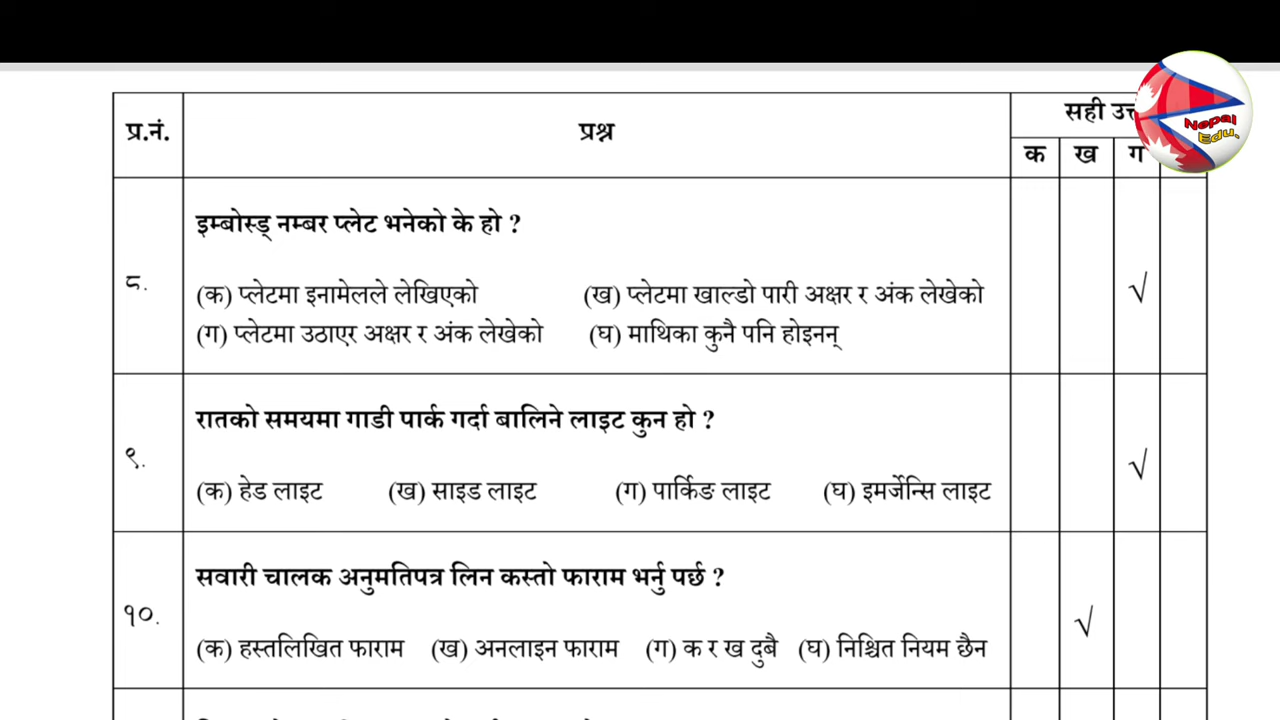 प्र.नं.
प्रश्न
सही
क ख ग
८.
इम्बोस्ड् नम्बर प्लेट भनेको के हो ?
(क) प्लेटमा इनामेलले लेखिएको (ख) प्लेटमा खाल्डो पारी अक्षर र अंक लेखेको
(ग) प्लेटमा उठाएर अक्षर र अंक लेखेको (घ) माथिका कुनै पनि होइनन्
√
९.
रातको समयमा गाडी पार्क गर्दा बालिने लाइट कुन हो ?
(क) हेड लाइट (ख) साइड लाइट (ग) पार्किङ लाइट (घ) इमर्जेन्सि लाइट
√
१०.
सवारी चालक अनुमतिपत्र लिन कस्तो फाराम भर्नु पर्छ ?
(क) हस्तलिखित फाराम (ख) अनलाइन फाराम (ग) क र ख दुबै (घ) निश्चित नियम छैन
√
Nepal
Edu.